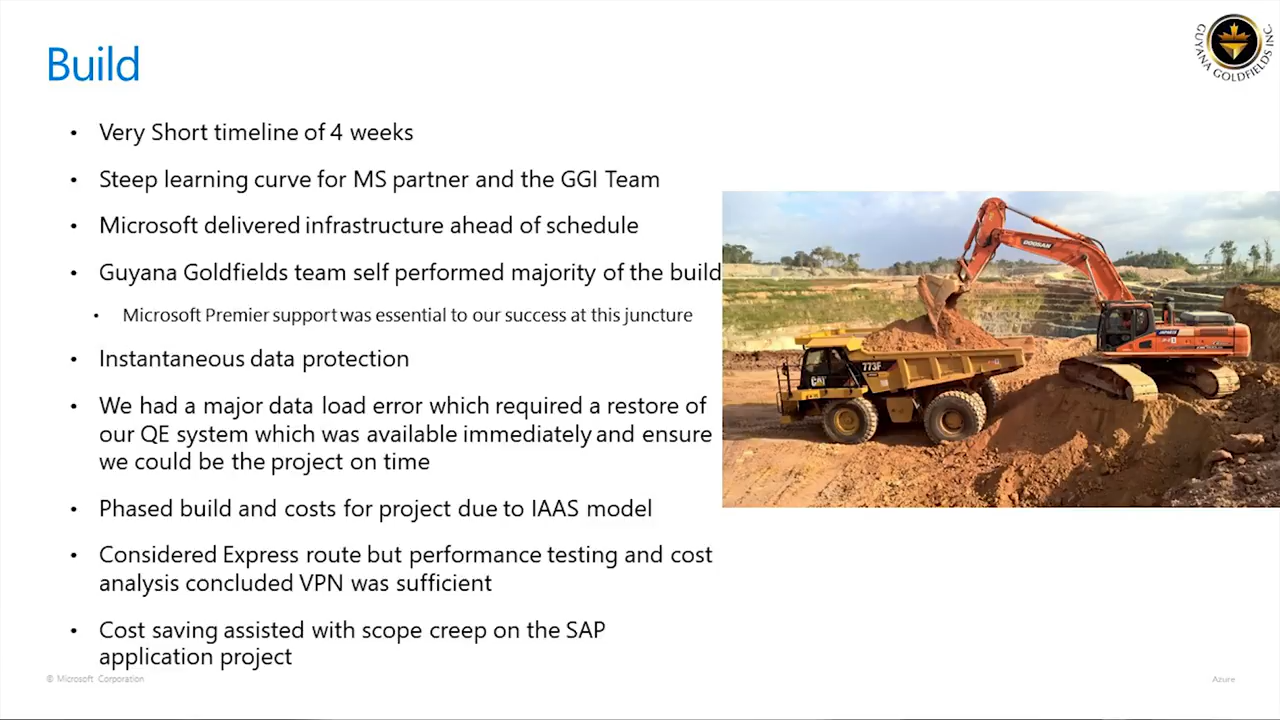 Build
GUYANA GOLDFIELDS INC.
• Very Short timeline of 4 weeks
• Steep learning curve for MS partner and the GGI Team
• Microsoft delivered infrastructure ahead of schedule
• Guyana Goldfields team self performed majority of the build
• Microsoft Premier support was essential to our success at this juncture
• Instantaneous data protection
• We had a major data load error which required a restore of
our QE system which was available immediately and ensure
we could be the project on time
• Phased build and costs for project due to IAAS model
• Considered Express route but performance testing and cost
analysis concluded VPN was sufficient
• Cost saving assisted with scope creep on the SAP
application project
DOOSAN
CAT
773F
© Microsoft Corporation
Azure